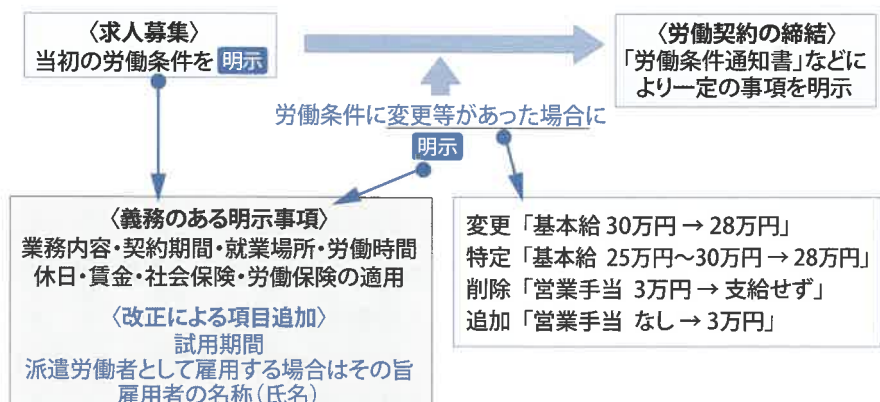 〈求人募集〉
当初の労働条件を 明示
〈労働契約の締結〉
「労働条件通知書」などに
より一定の事項を明示
労働条件に変更等があった場合に
明示
〈義務のある明示事項〉
業務内容・契約期間・就業場所・労働時間
休日・賃金・社会保険・労働保険の適用
〈改正による項目追加〉
試用期間
派遣労働者として雇用する場合はその旨
雇用者の名称(氏名)
変更「基本給 30万円 → 28万円」
特定「基本給 25万円～30万円 → 28万円」
削除「営業手当 3万円 → 支給せず」
追加「営業手当 なし → 3万円」